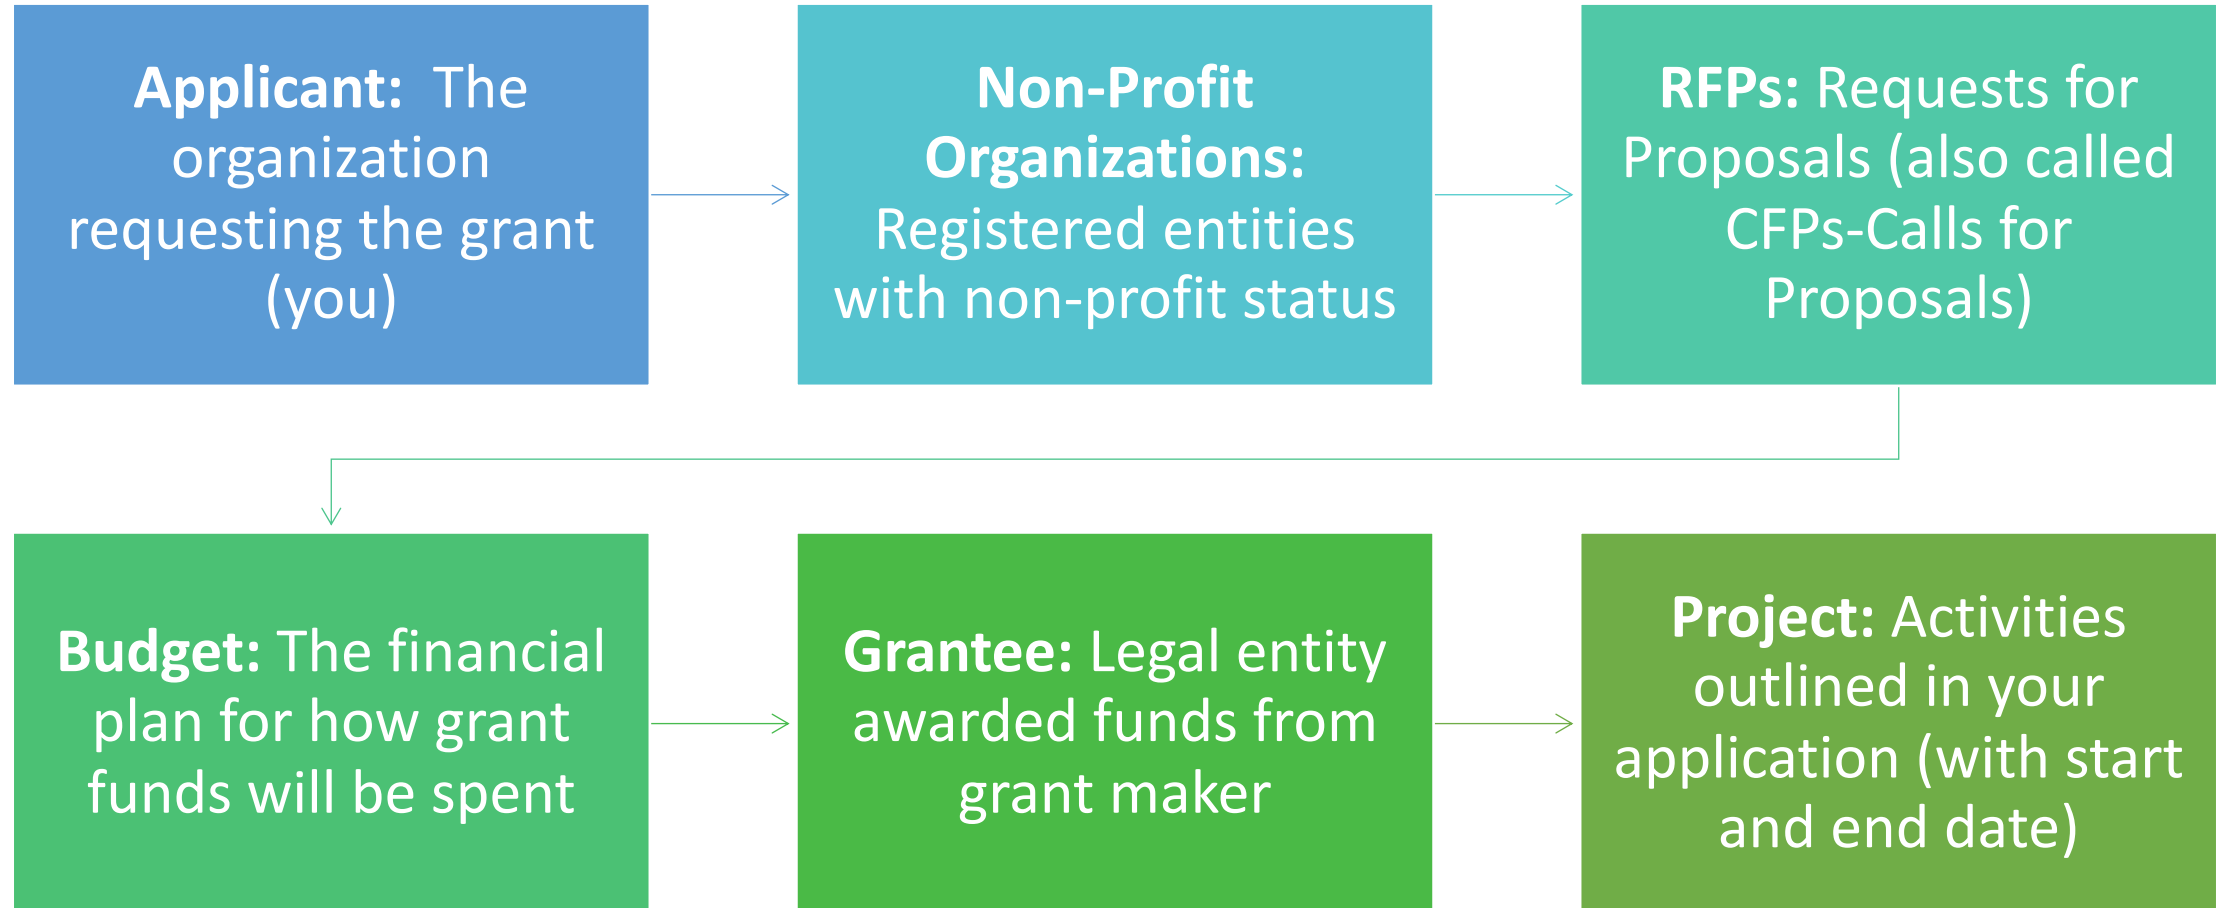 Applicant: The
organization
requesting the grant
(you)
Non-Profit
Organizations:
Registered entities
with non-profit status
RFPs: Requests for
Proposals (also called
CFPs-Calls for
Proposals)
Budget: The financial
plan for how grant
funds will be spent
Grantee: Legal entity
awarded funds from
grant maker
Project: Activities
outlined in your
application (with start
and end date)